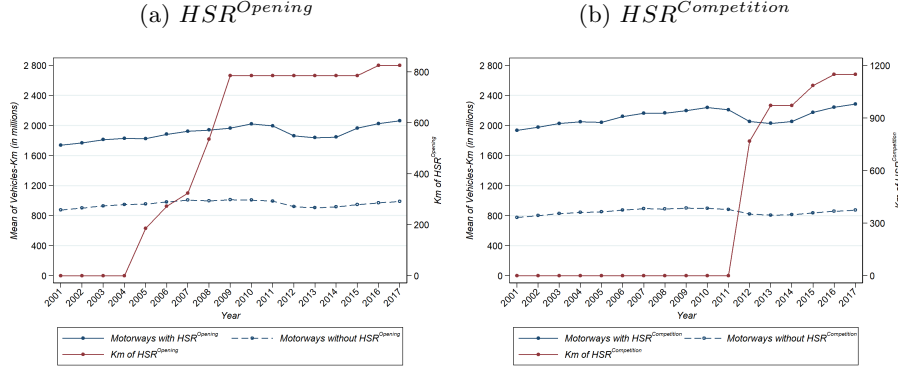 (a) HSR^Opening
(b) HSR^Competition
2 800
2 400
2 000
1 600
1 200
800
400
0
Mean of Vehicles-Km (in millions)
800
600
400
200
0
Km of HSR^Opening
2001 2002 2003 2004 2005 2006 2007 2008 2009 2010 2011 2012 2013 2014 2015 2016 2017
Year
Motorways with HSR^Opening
Motorways without HSR^Opening
Km of HSR^Opening
2 800
2 400
2 000
1 600
1 200
800
400
0
Mean of Vehicles-Km (in millions)
1200
900
600
300
0
Km of HSR^Competition
2001 2002 2003 2004 2005 2006 2007 2008 2009 2010 2011 2012 2013 2014 2015 2016 2017
Year
Motorways with HSR^Competition
Motorways without HSR^Competition
Km of HSR^Competition